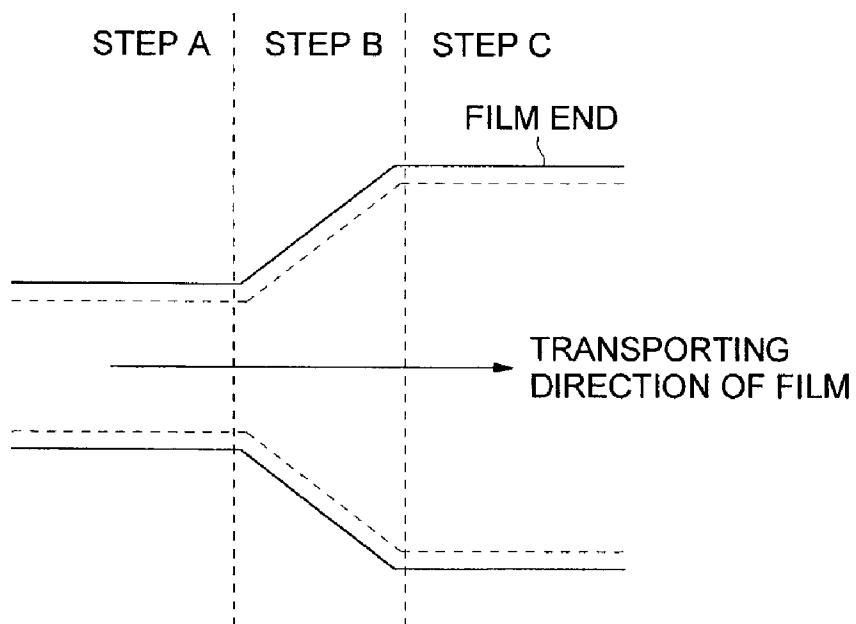 STEP A
STEP B
STEP C
FILM END
TRANSPORTING
DIRECTION OF FILM